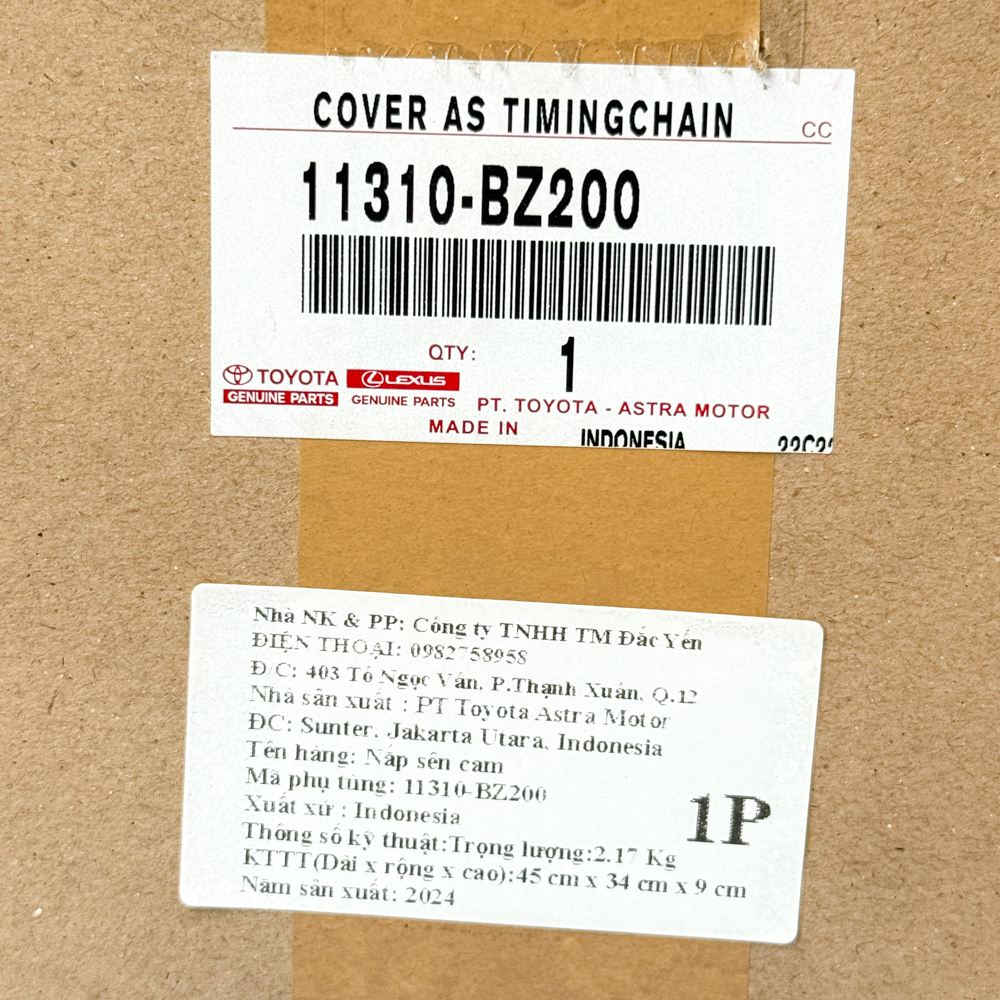 COVER AS TIMINGCHAIN
CC
11310-BZ200
QTY: 1
TOYOTA LEXUS
GENUINE PARTS GENUINE PARTS PT. TOYOTA - ASTRA MOTOR
MADE IN INDONESIA
Nhà NK & PP: Công ty TNHH TM Đắc Yến
ĐIỆN THOẠI: 0982758958
Đ/C: 403 Tô Ngọc Vân, P.Thạnh Xuân, Q.12
Nhà sản xuất : PT Toyota Astra Motor
ĐC: Sunter, Jakarta Utara, Indonesia
Tên hàng: Nắp sên cam
Mã phụ tùng: 11310-BZ200
Xuất xứ : Indonesia
1P
Thông số kỹ thuật:Trọng lượng:2.17 Kg
KTTT(Dài x rộng x cao):45 cm x 34 cm x 9 cm
Năm sản xuất: 2024